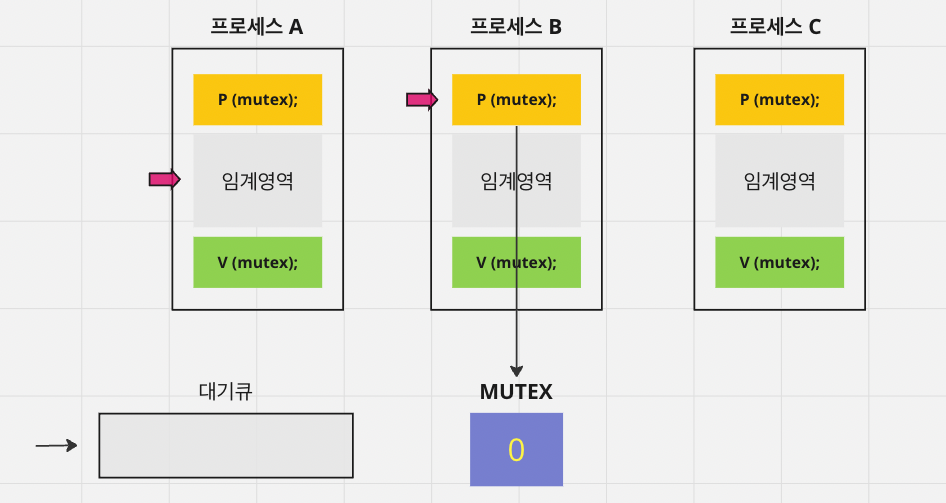 프로세스 A
프로세스 B
프로세스 C
P (mutex);
P (mutex);
P (mutex);
임계영역
임계영역
임계영역
V (mutex);
V (mutex);
V (mutex);
대기큐
MUTEX
0